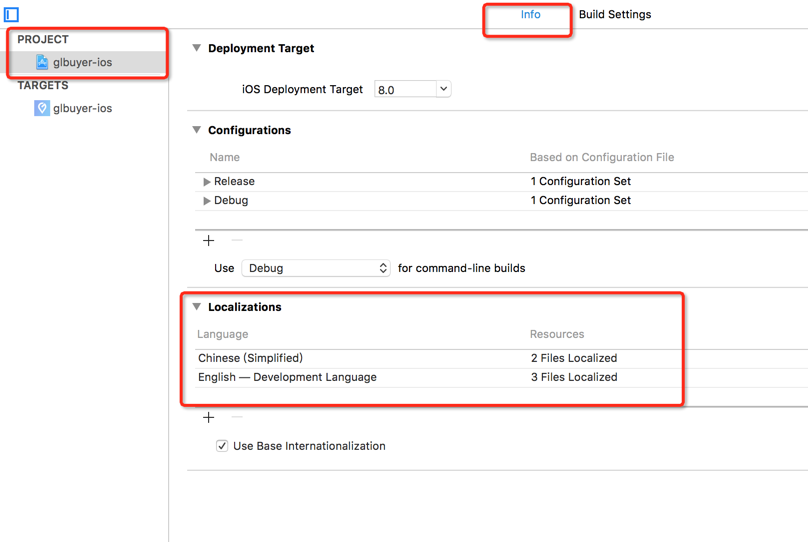 Info Build Settings
PROJECT
glbuyer-ios
TARGETS
glbuyer-ios
Deployment Target
iOS Deployment Target 8.0
Configurations
Name Based on Configuration File
Release 1 Configuration Set
Debug 1 Configuration Set
Use Debug for command-line builds
Localizations
Language Resources
Chinese (Simplified) 2 Files Localized
English — Development Language 3 Files Localized
Use Base Internationalization